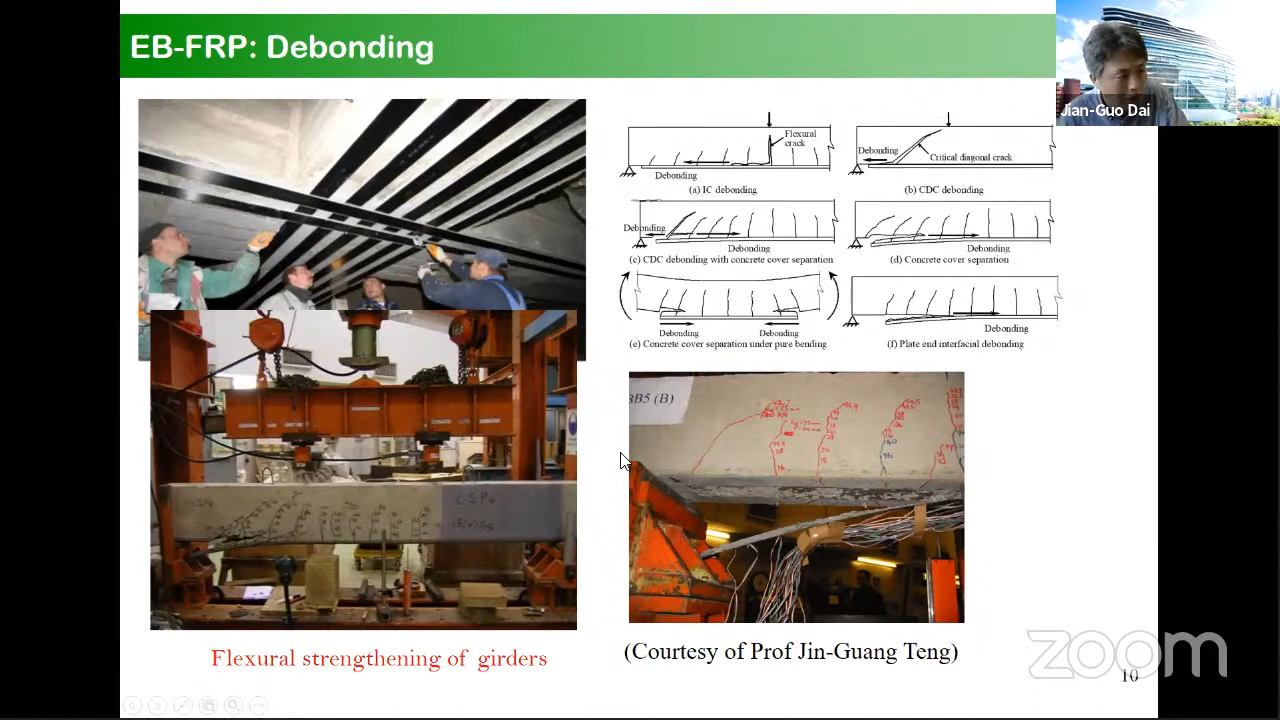 EB-FRP: Debonding
Jian-Guo Dai
Flexural
crack
Debonding
(a) IC debonding
Debonding
Critical diagonal crack
(b) CDC debonding
Debonding
Debonding
(c) CDC debonding with concrete cover separation
Debonding
(d) Concrete cover separation
Debonding
Debonding
(e) Concrete cover separation under pure bending
Debonding
(f) Plate end interfacial debonding
BB5 (B)
Flexural strengthening of girders
(Courtesy of Prof Jin-Guang Teng)
zoom
10